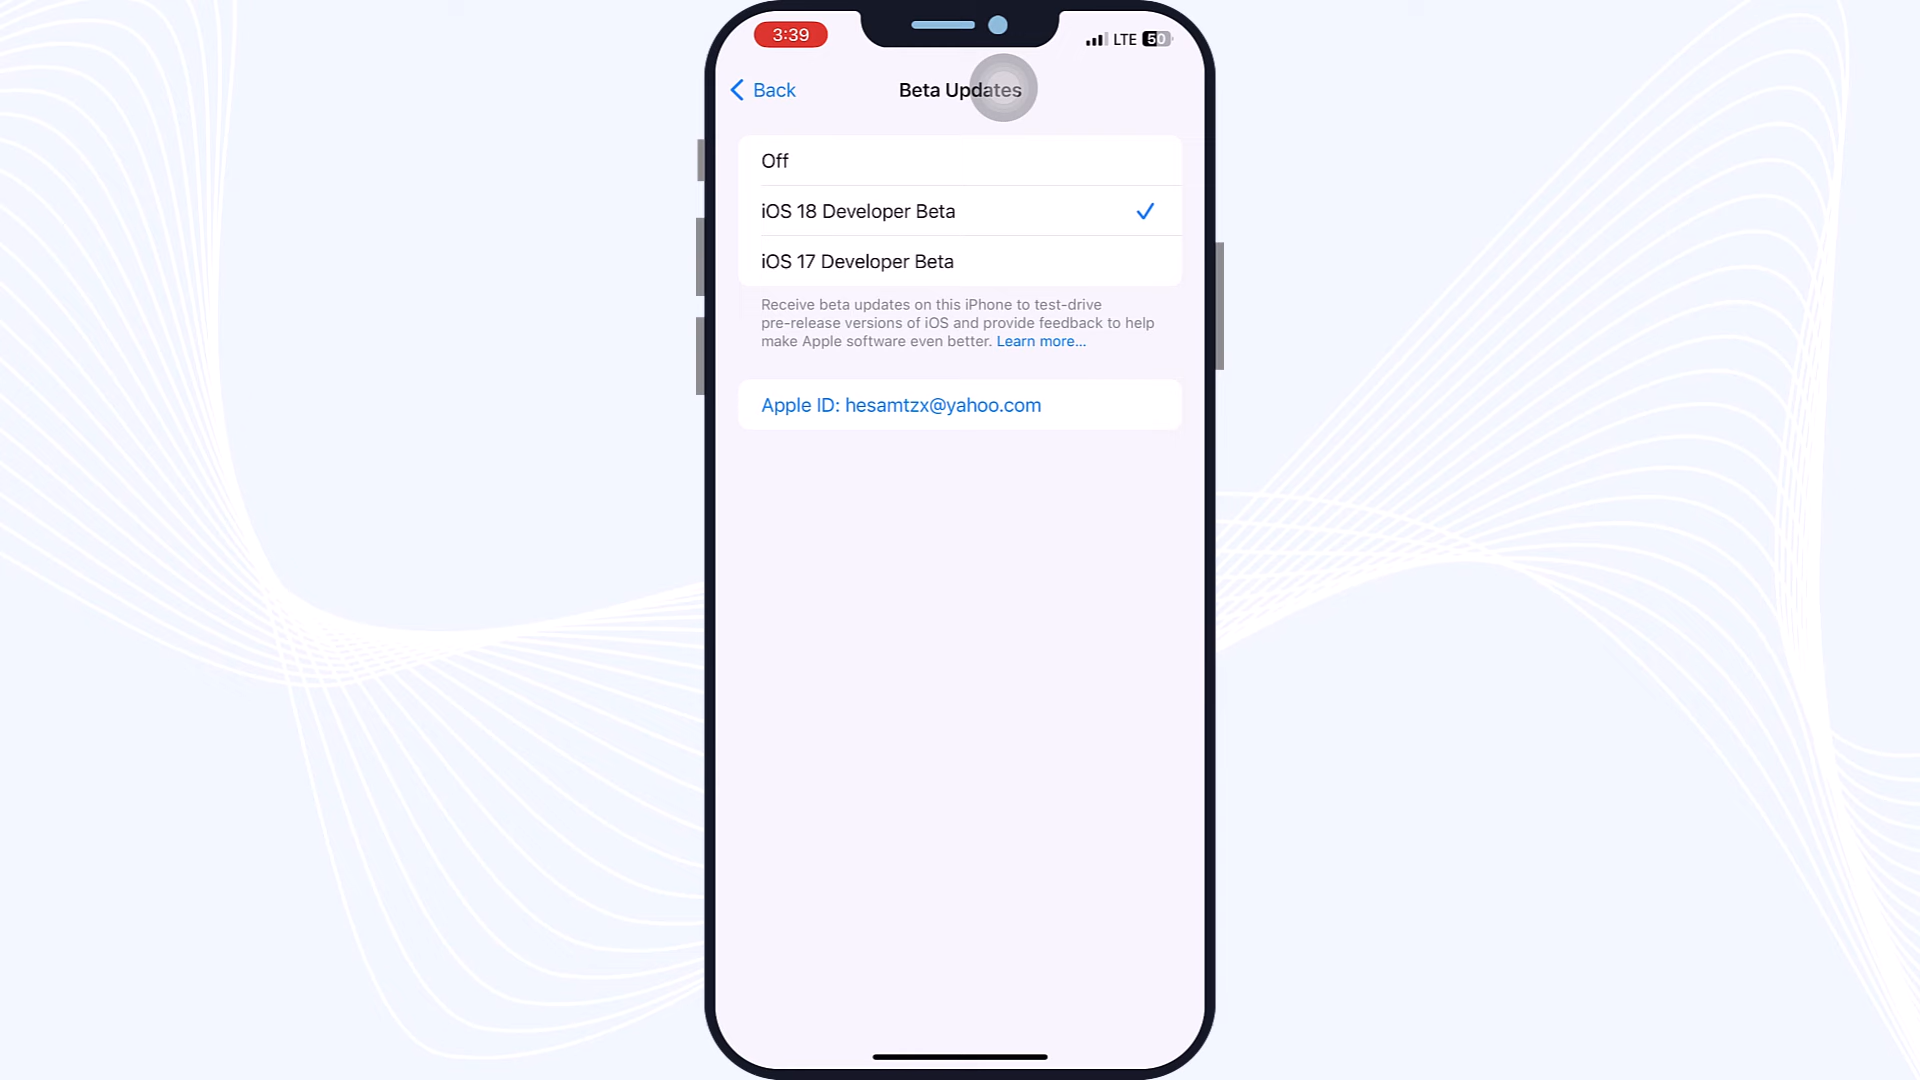 3:39
LTE 50
Back
Beta Updates
Off
iOS 18 Developer Beta
iOS 17 Developer Beta
Receive beta updates on this iPhone to test-drive
pre-release versions of iOS and provide feedback to help
make Apple software even better. Learn more...
Apple ID: hesamtzx@yahoo.com